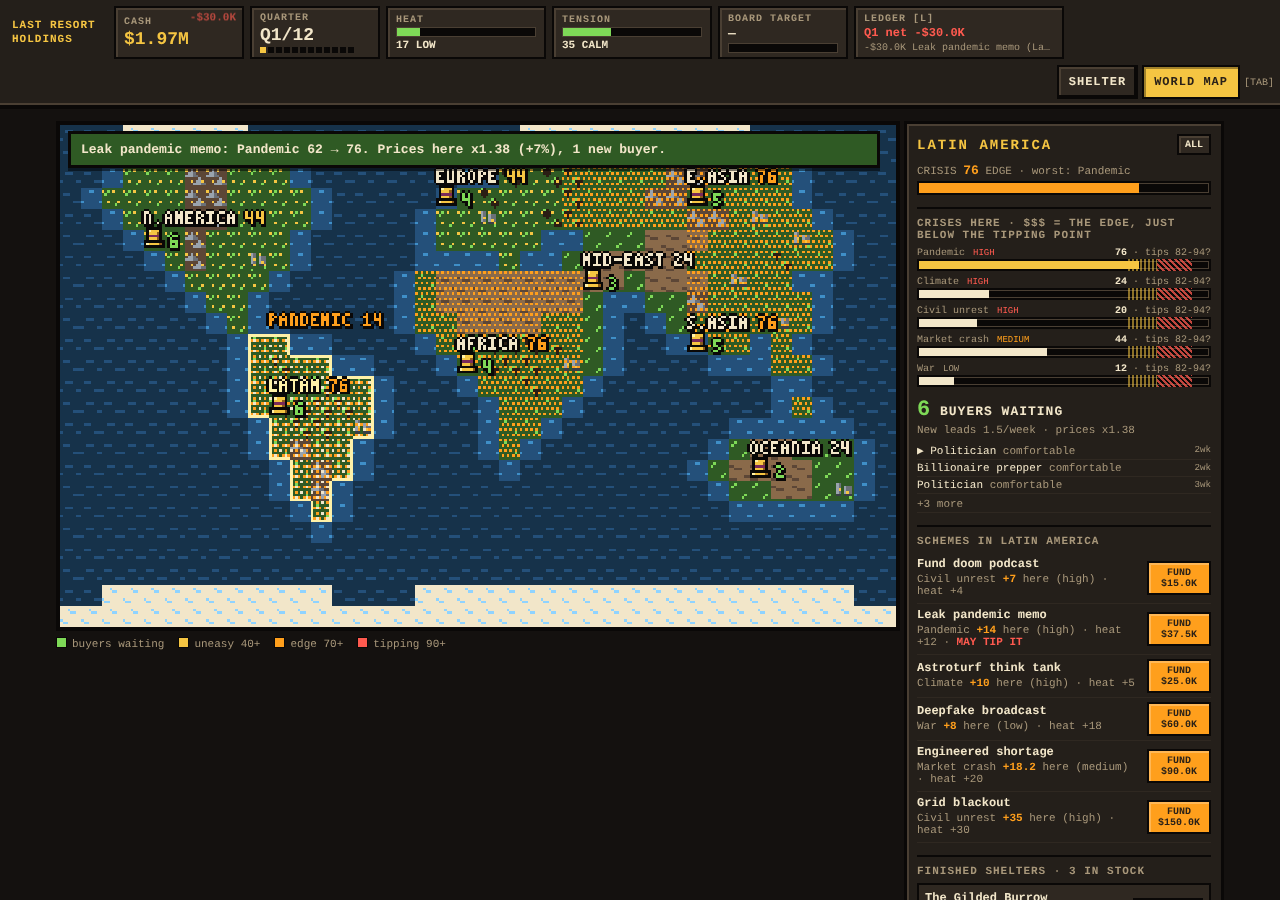 LAST RESORT
HOLDINGS
CASH
-$30.0K
$1.97M
QUARTER
Q1/12
HEAT
17 LOW
TENSION
35 CALM
BOARD TARGET
—
LEDGER [L]
Q1 net -$30.0K
-$30.0K Leak pandemic memo (La…
SHELTER
WORLD MAP
[TAB]
Leak pandemic memo: Pandemic 62 → 76. Prices here x1.38 (+7%), 1 new buyer.
EUROPE 44
4
E.ASIA 76
5
N.AMERICA 44
6
MID-EAST 24
3
PANDEMIC 14
S.ASIA 76
5
AFRICA 76
4
LATAM 76
6
OCEANIA 24
2
buyers waiting
uneasy 40+
edge 70+
tipping 90+
LATIN AMERICA
ALL
CRISIS 76 EDGE · worst: Pandemic
CRISES HERE · $$$ = THE EDGE, JUST
BELOW THE TIPPING POINT
Pandemic HIGH 76 · tips 82-94?
Climate HIGH 24 · tips 82-94?
Civil unrest HIGH 20 · tips 82-94?
Market crash MEDIUM 44 · tips 82-94?
War LOW 12 · tips 82-94?
6 BUYERS WAITING
New leads 1.5/week · prices x1.38
▶ Politician comfortable 2wk
Billionaire prepper comfortable 2wk
Politician comfortable 3wk
+3 more
SCHEMES IN LATIN AMERICA
Fund doom podcast
Civil unrest +7 here (high) ·
heat +4
FUND
$15.0K
Leak pandemic memo
Pandemic +14 here (high) · heat
+12 · MAY TIP IT
FUND
$37.5K
Astroturf think tank
Climate +10 here (high) · heat +5
FUND
$25.0K
Deepfake broadcast
War +8 here (low) · heat +18
FUND
$60.0K
Engineered shortage
Market crash +18.2 here (medium)
· heat +20
FUND
$90.0K
Grid blackout
Civil unrest +35 here (high) ·
heat +30
FUND
$150.0K
FINISHED SHELTERS · 3 IN STOCK
The Gilded Burrow